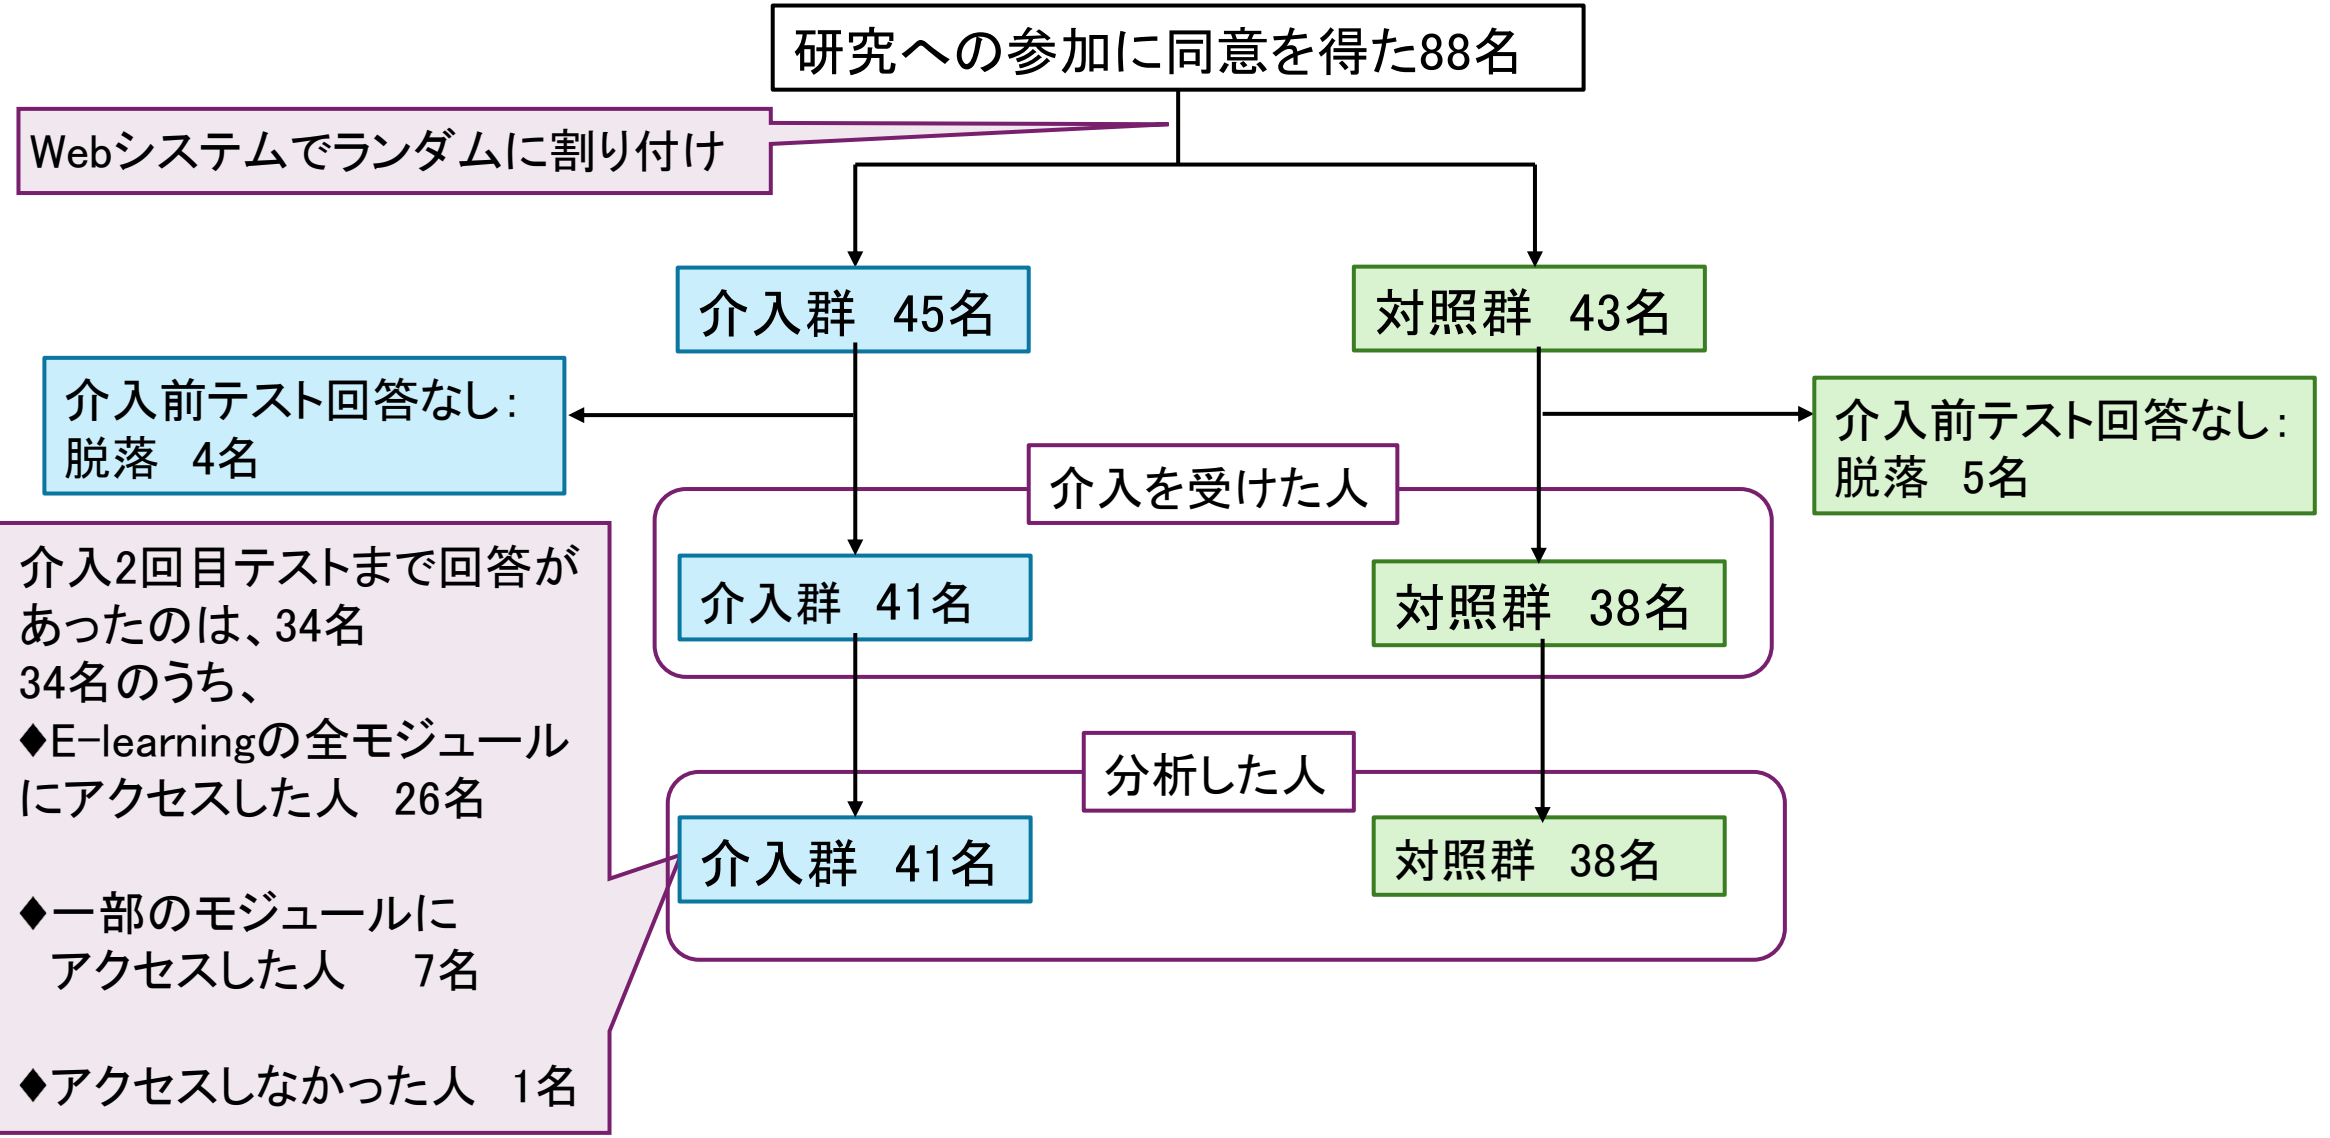 研究への参加に同意を得た88名
Webシステムでランダムに割り付け
介入群　45名
対照群　43名
介入前テスト回答なし：
脱落　4名
介入前テスト回答なし：
脱落　5名
介入を受けた人
介入群　41名
対照群　38名
分析した人
介入群　41名
対照群　38名
介入2回目テストまで回答が
あったのは、34名
34名のうち、
♦E-learningの全モジュール
にアクセスした人　26名
♦一部のモジュールに
アクセスした人　7名
♦アクセスしなかった人　1名